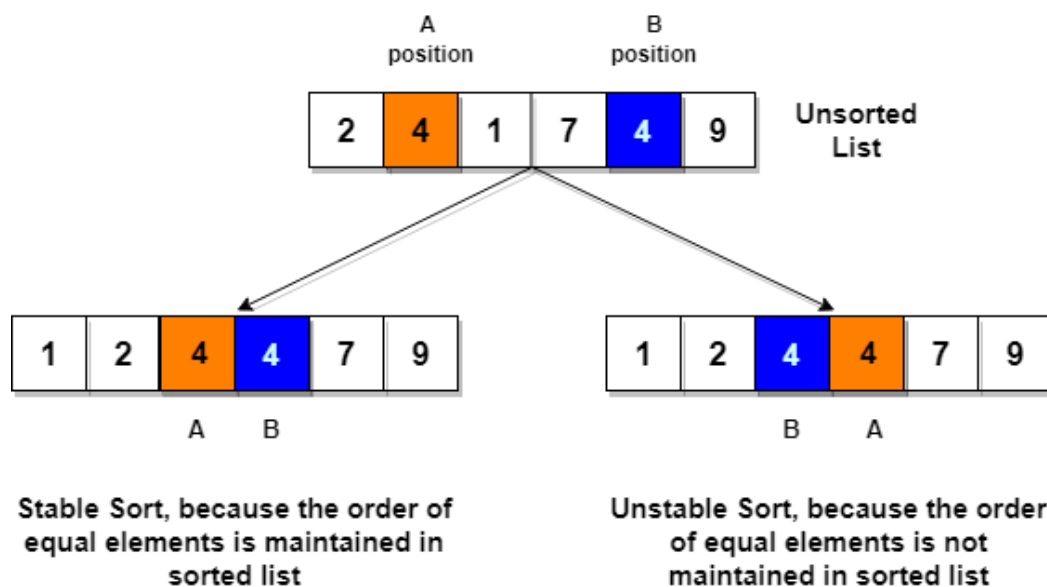 A
position
B
position
2 4 1 7 4 9
Unsorted
List
1 2 4 4 7 9
A B
1 2 4 4 7 9
B A
Stable Sort, because the order of
equal elements is maintained in
sorted list
Unstable Sort, because the order
of equal elements is not
maintained in sorted list